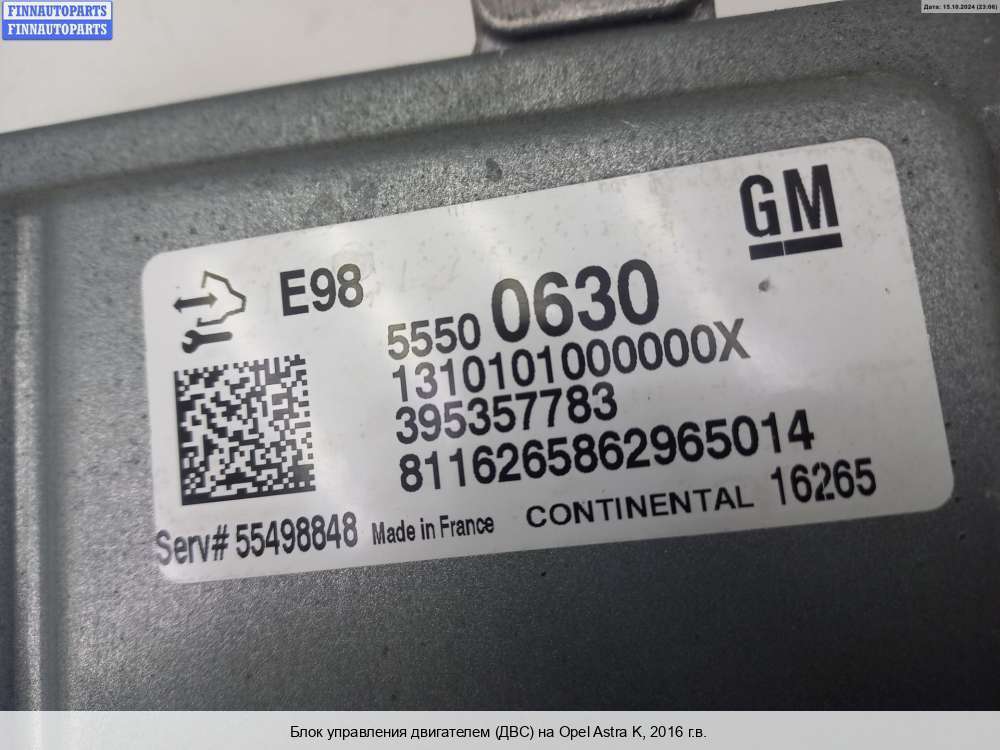 FINNAUTOPARTS
FINNAUTOPARTS
Дата: 15.10.2024 (23:06)
GM
E98
5550 0630
1310101000000X
395357783
8116265862965014
CONTINENTAL 16265
Serv# 55498848 Made in France
Блок управления двигателем (ДВС) на Opel Astra K, 2016 г.в.